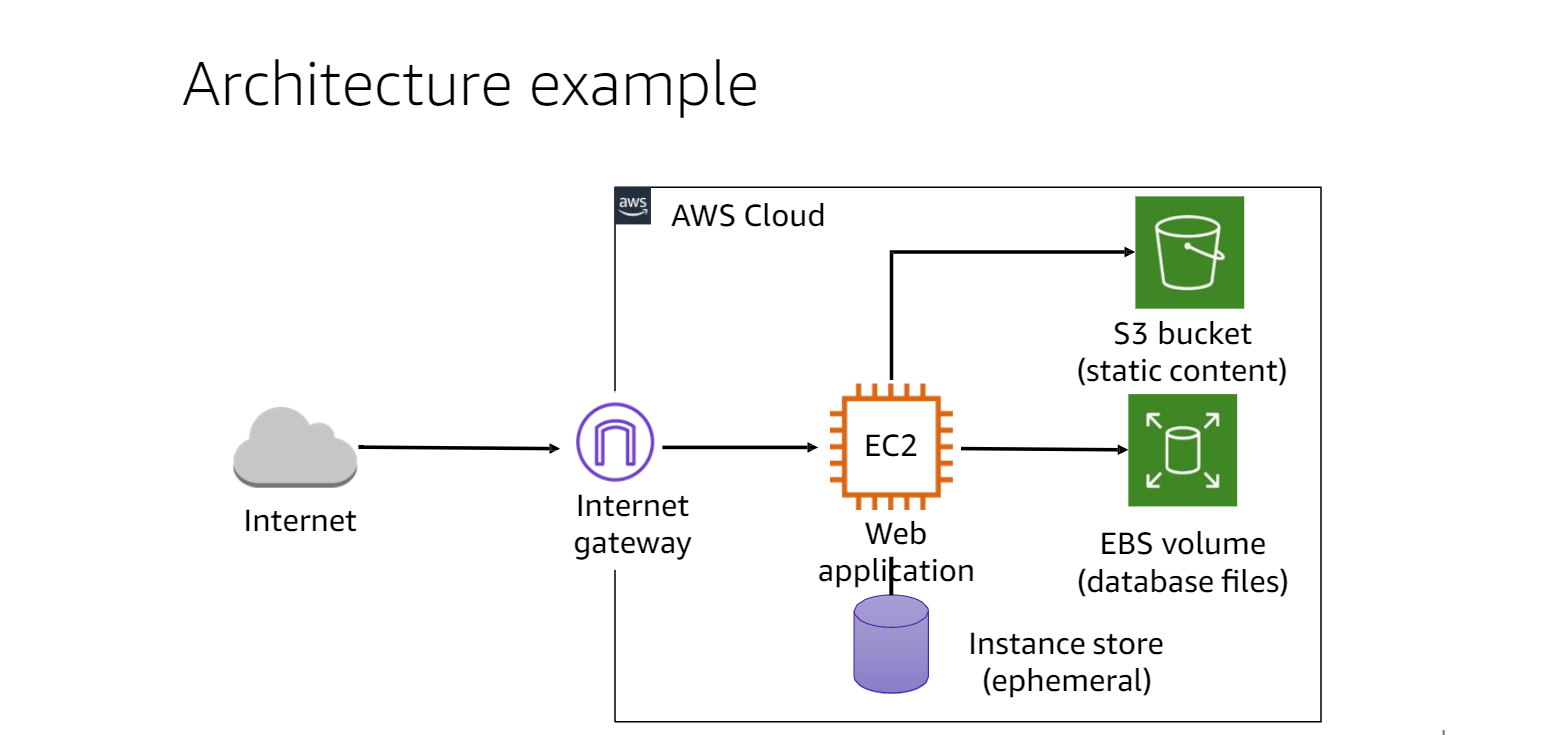 Architecture example
aws
AWS Cloud
S3 bucket
(static content)
EC2
Internet
Internet
gateway
Web
application
EBS volume
(database files)
Instance store
(ephemeral)